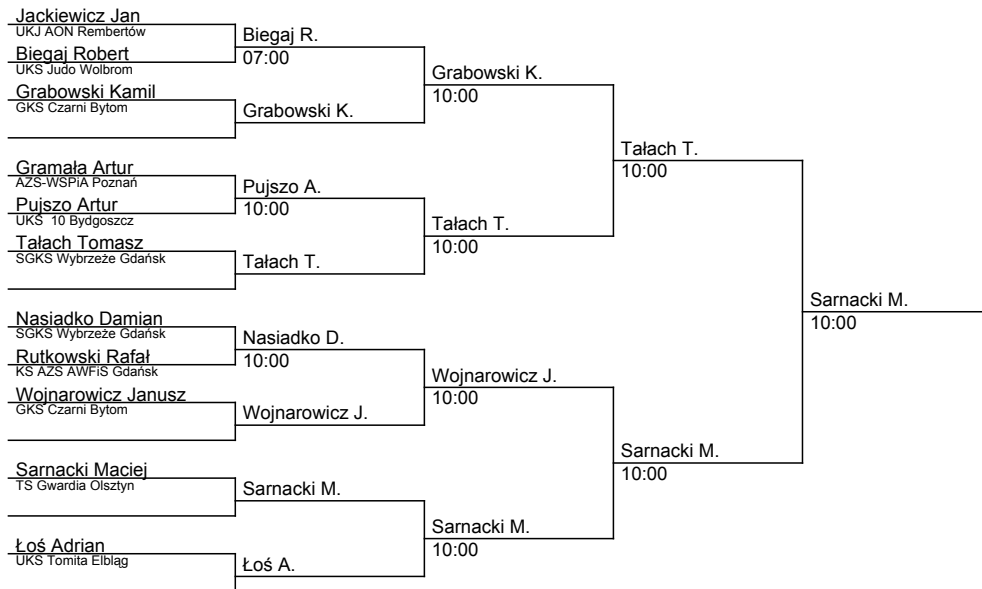 Jackiewicz Jan
UKJ AON Rembertów
Biegaj Robert
UKS Judo Wolbrom
Grabowski Kamil
GKS Czarni Bytom
Gramała Artur
AZS-WSPiA Poznań
Pujszo Artur
UKS 10 Bydgoszcz
Tałach Tomasz
SGKS Wybrzeże Gdańsk
Nasiadko Damian
SGKS Wybrzeże Gdańsk
Rutkowski Rafał
KS AZS AWFiS Gdańsk
Wojnarowicz Janusz
GKS Czarni Bytom
Sarnacki Maciej
TS Gwardia Olsztyn
Łoś Adrian
UKS Tomita Elbląg
Biegaj R.
07:00
Grabowski K.
Pujszo A.
10:00
Tałach T.
Nasiadko D.
10:00
Wojnarowicz J.
Sarnacki M.
Łoś A.
Grabowski K.
10:00
Tałach T.
10:00
Wojnarowicz J.
10:00
Sarnacki M.
10:00
Tałach T.
10:00
Sarnacki M.
10:00
Sarnacki M.
10:00